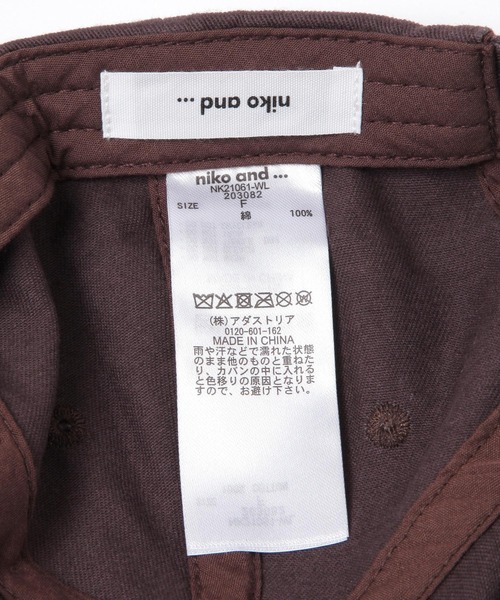 niko and ...
niko and ...
NK21061-WL
203082
SIZE F
綿 100%
(株) アダストリア
0120-601-162
MADE IN CHINA
雨や汗などで濡れた状態
のまま他のものと重ねた
り、カバンの中に入れる
と色移りの原因となりま
すので、お避け下さい。